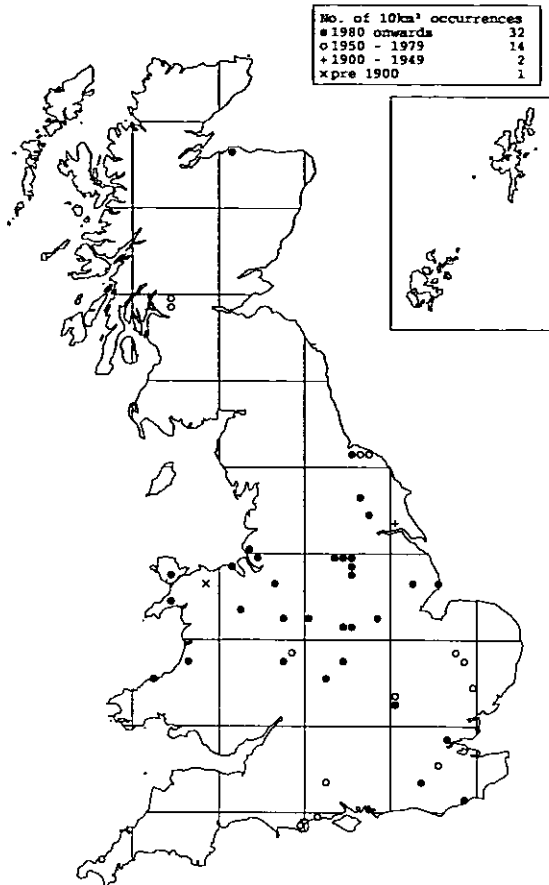 No. of 10km² occurrences
● 1980 onwards 32
○ 1950 - 1979 14
+ 1900 - 1949 2
× pre 1900 1